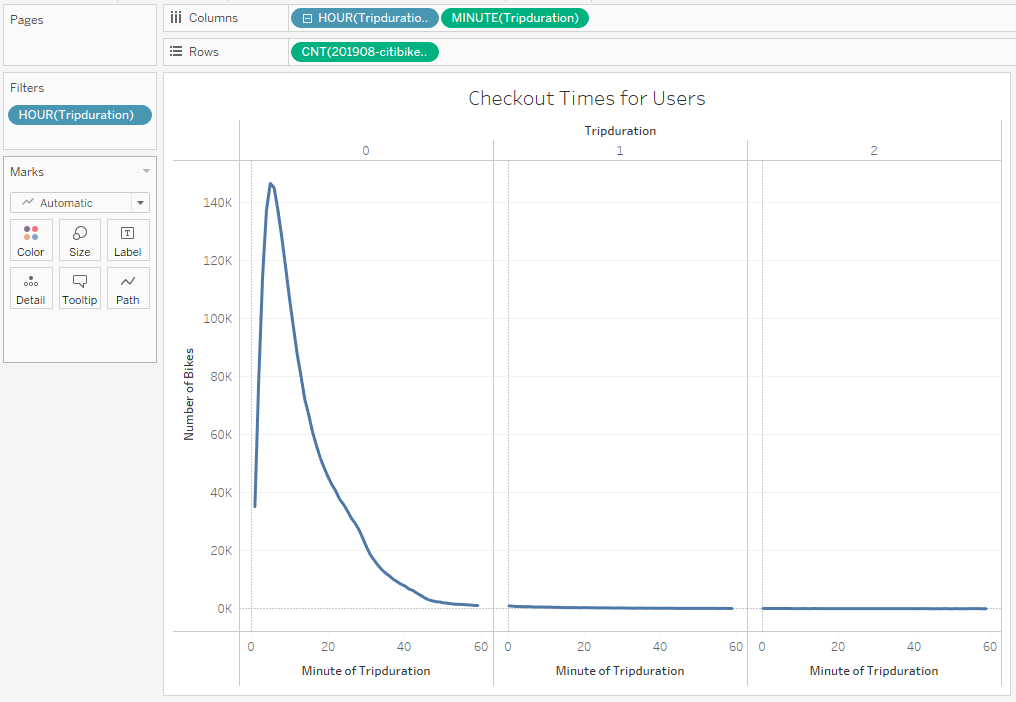 Pages
Columns
HOUR(Tripduratio..
MINUTE(Tripduration)
Rows
CNT(201908-citibike..
Filters
HOUR(Tripduration)
Marks
Automatic
Color
Size
Label
Detail
Tooltip
Path
Checkout Times for Users
Tripduration
0 1 2
Number of Bikes
140K
120K
100K
80K
60K
40K
20K
0K
0 20 40 60 0 20 40 60 0 20 40 60
Minute of Tripduration Minute of Tripduration Minute of Tripduration